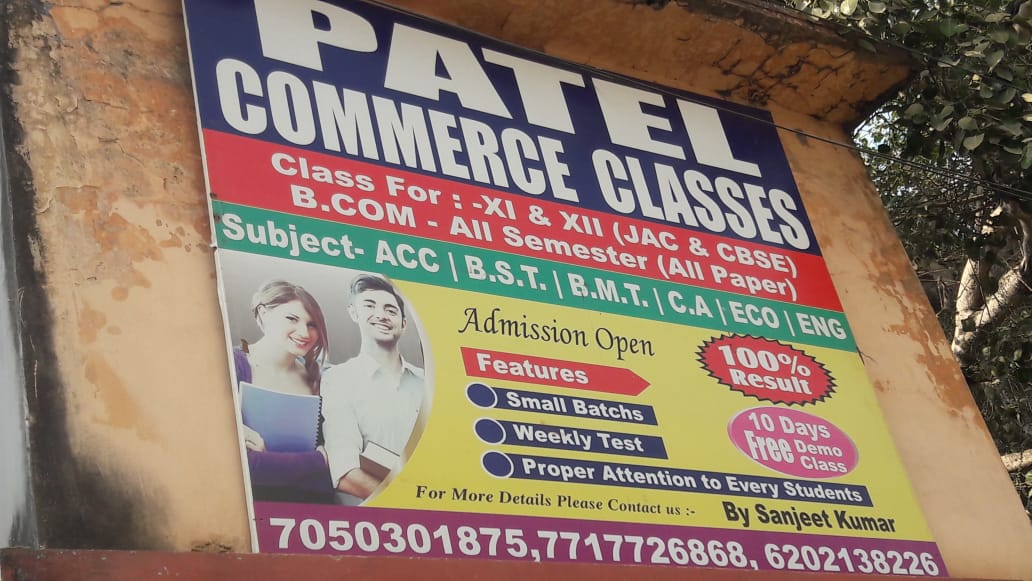 PATEL
COMMERCE CLASSES
Class For : -XI & XII (JAC & CBSE)
B.COM - All Semester (All Paper)
Subject- ACC | B.S.T. | B.M.T. | C.A | ECO | ENG
Admission Open
Features
Small Batchs
Weekly Test
Proper Attention to Every Students
100%
Result
10 Days
Free Demo
Class
For More Details Please Contact us :-
By Sanjeet Kumar
7050301875,7717726868, 6202138226